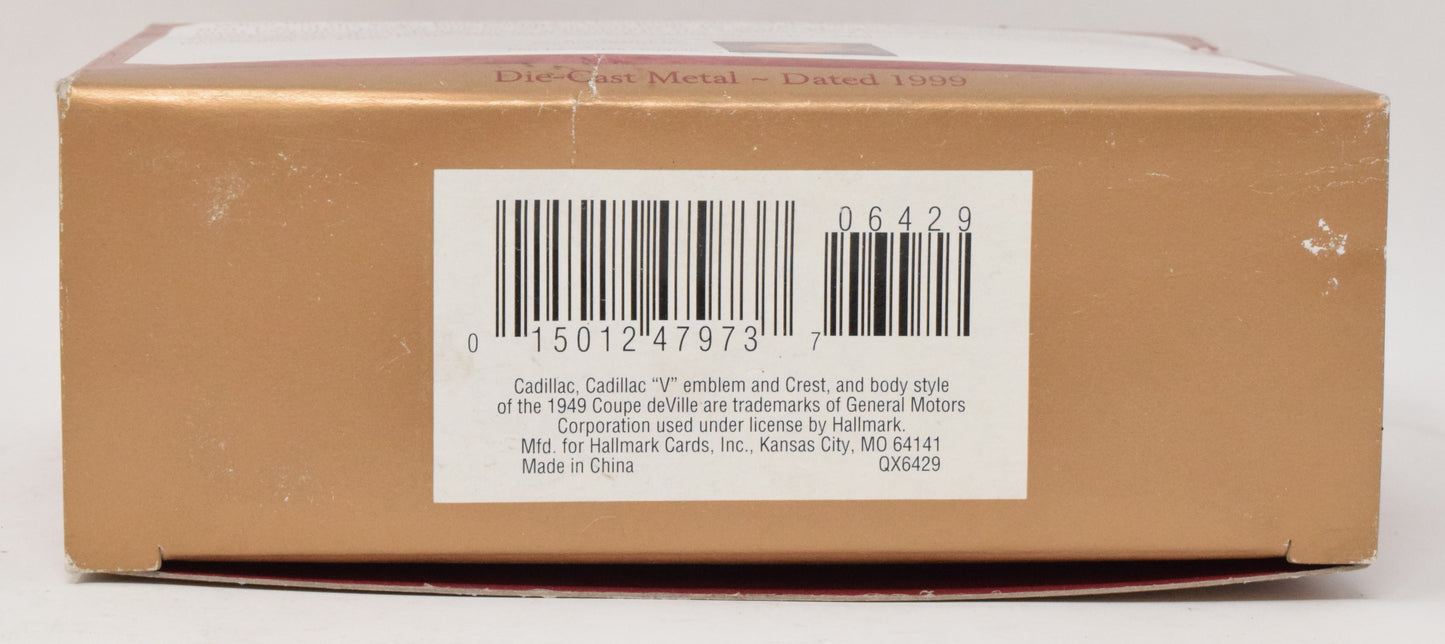 Die-Cast Metal ~ Dated 1999
06429
0 15012 47973 7
Cadillac, Cadillac “V” emblem and Crest, and body style
of the 1949 Coupe deVille are trademarks of General Motors
Corporation used under license by Hallmark.
Mfd. for Hallmark Cards, Inc., Kansas City, MO 64141
Made in China QX6429